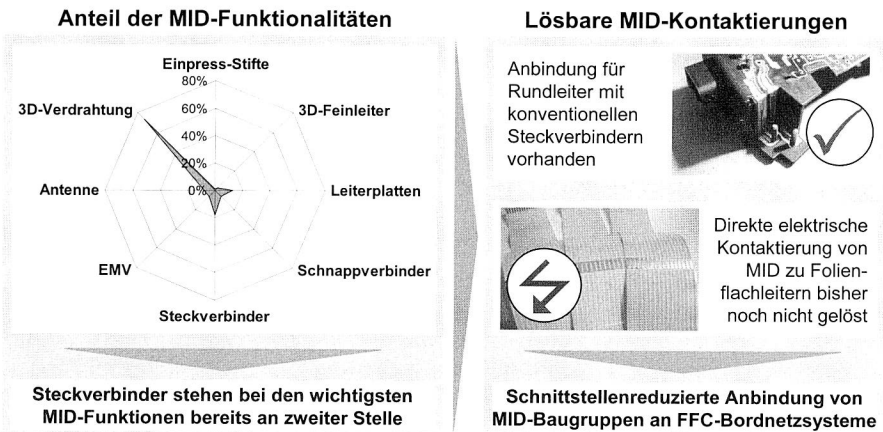 Anteil der MID-Funktionalitäten
Einpress-Stifte
80%
60%
40%
20%
0%
3D-Verdrahtung
3D-Feinleiter
Antenne
Leiterplatten
EMV
Schnappverbinder
Steckverbinder
Steckverbinder stehen bei den wichtigsten
MID-Funktionen bereits an zweiter Stelle
Lösbare MID-Kontaktierungen
Anbindung für
Rundleiter mit
konventionellen
Steckverbindern
vorhanden
Direkte elektrische
Kontaktierung von
MID zu Folien-
flachleitern bisher
noch nicht gelöst
Schnittstellenreduzierte Anbindung von
MID-Baugruppen an FFC-Bordnetzsysteme